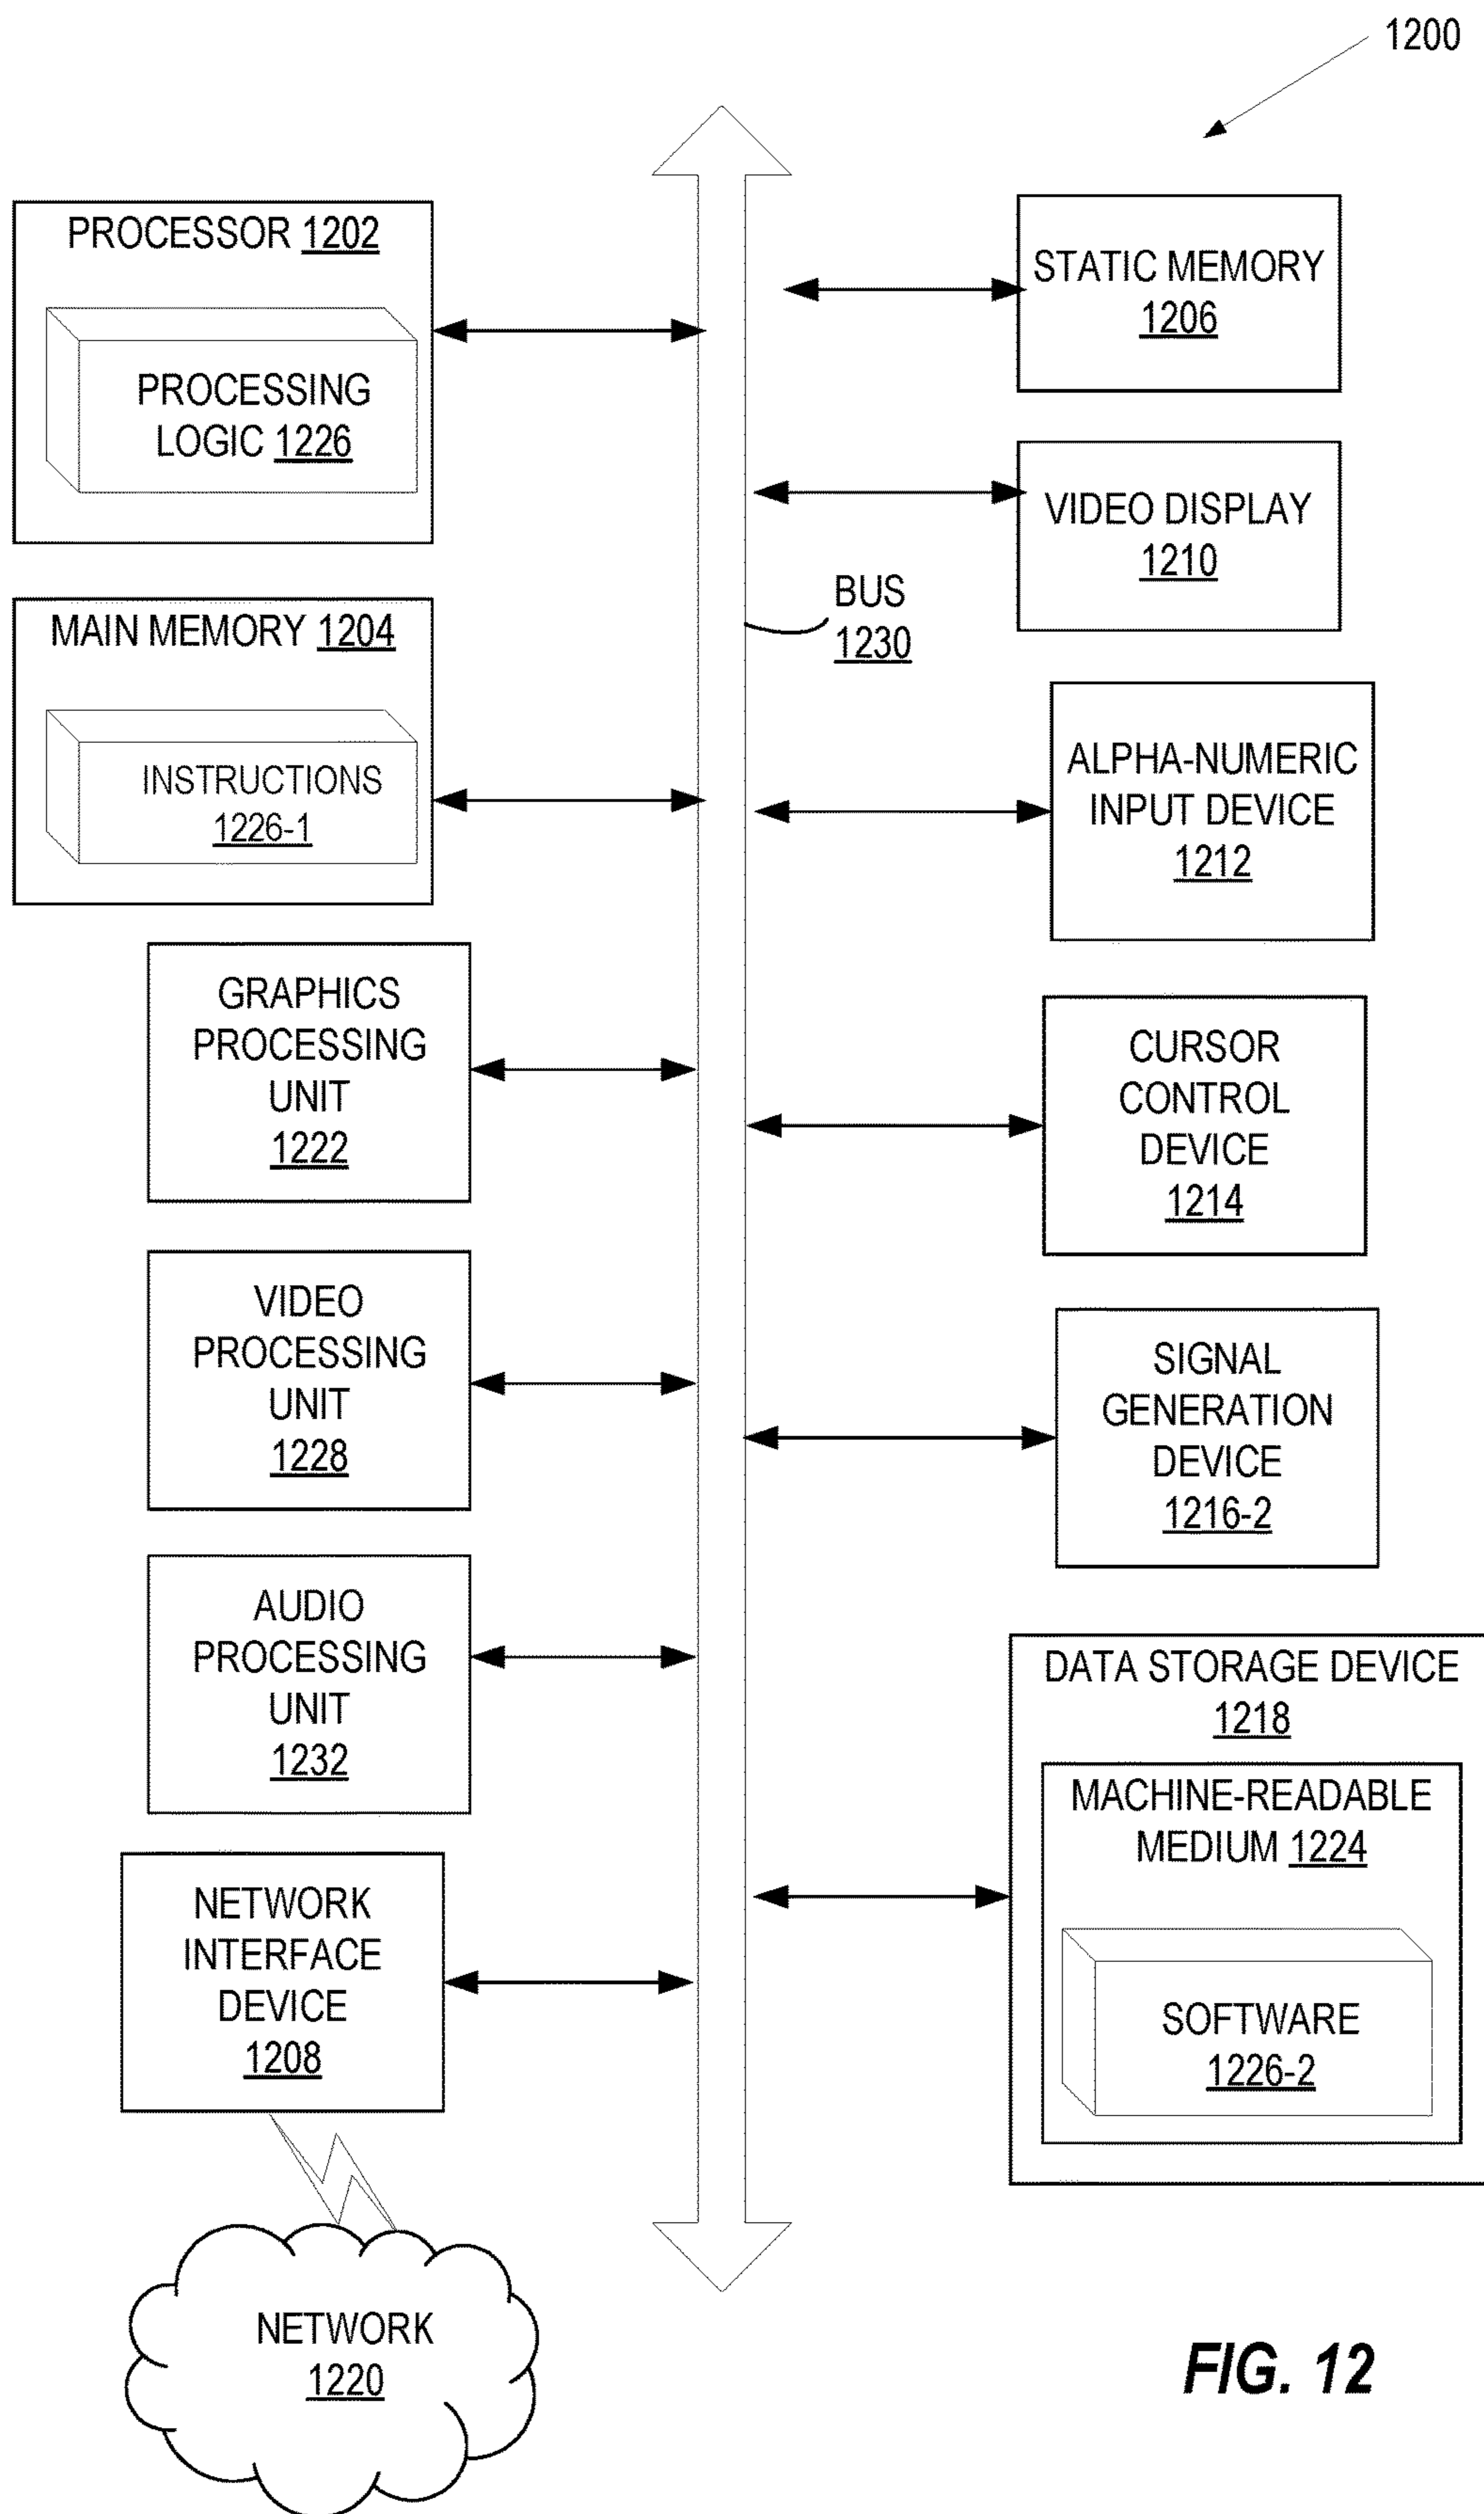 1200
PROCESSOR 1202
PROCESSING
LOGIC 1226
MAIN MEMORY 1204
INSTRUCTIONS
1226-1
GRAPHICS
PROCESSING
UNIT
1222
VIDEO
PROCESSING
UNIT
1228
AUDIO
PROCESSING
UNIT
1232
NETWORK
INTERFACE
DEVICE
1208
NETWORK
1220
BUS
1230
STATIC MEMORY
1206
VIDEO DISPLAY
1210
ALPHA-NUMERIC
INPUT DEVICE
1212
CURSOR
CONTROL
DEVICE
1214
SIGNAL
GENERATION
DEVICE
1216-2
DATA STORAGE DEVICE
1218
MACHINE-READABLE
MEDIUM 1224
SOFTWARE
1226-2
FIG. 12